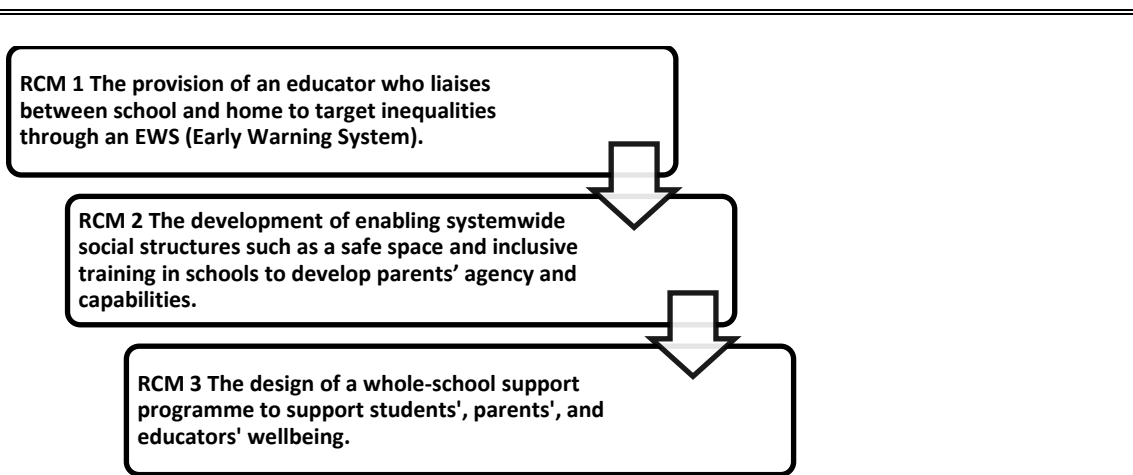 RCM 1 The provision of an educator who liaises
between school and home to target inequalities
through an EWS (Early Warning System).
RCM 2 The development of enabling systemwide
social structures such as a safe space and inclusive
training in schools to develop parents’ agency and
capabilities.
RCM 3 The design of a whole-school support
programme to support students', parents', and
educators' wellbeing.